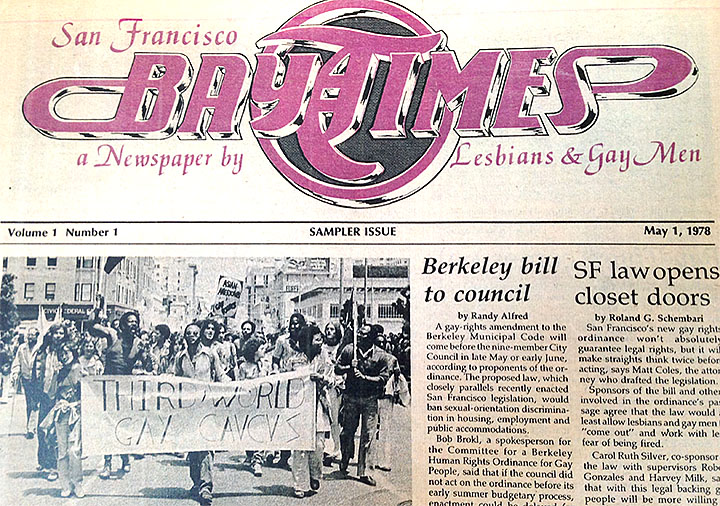 San Francisco
BAY TIMES
a Newspaper by Lesbians & Gay Men
Volume 1 Number 1 SAMPLER ISSUE May 1, 1978
CIVIC FEDERAL
ASIAN
THIRD WORLD
GAY CAUCUS
Berkeley bill
to council
by Randy Alfred
A gay-rights amendment to the
Berkeley Municipal Code will
come before the nine-member City
Council in late May or early June,
according to proponents of the or-
dinance. The proposed law, which
closely parallels recently enacted
San Francisco legislation, would
ban sexual-orientation discrimina-
tion in housing, employment and
public accommodations.
Bob Brokl, a spokesperson for
the Committee for a Berkeley
Human Rights Ordinance for Gay
People, said that if the council did
not act on the ordinance before its
early summer budgetary process,
enactment could be delayed
SF law opens
closet doors
by Roland G. Schembari
San Francisco's new gay rights
ordinance won't absolutely
guarantee legal rights, but it wi
make straights think twice before
acting, says Matt Coles, the attor
ney who drafted the legislation.
Sponsors of the bill and other
involved in the ordinance's pas
sage agree that the law would
least allow lesbians and gay men
"come out" and work with le
fear of being fired.
Carol Ruth Silver, co-sponsor
the law with supervisors Robe
Gonzales and Harvey Milk, sa
that with this legal backing g
people will be more willing